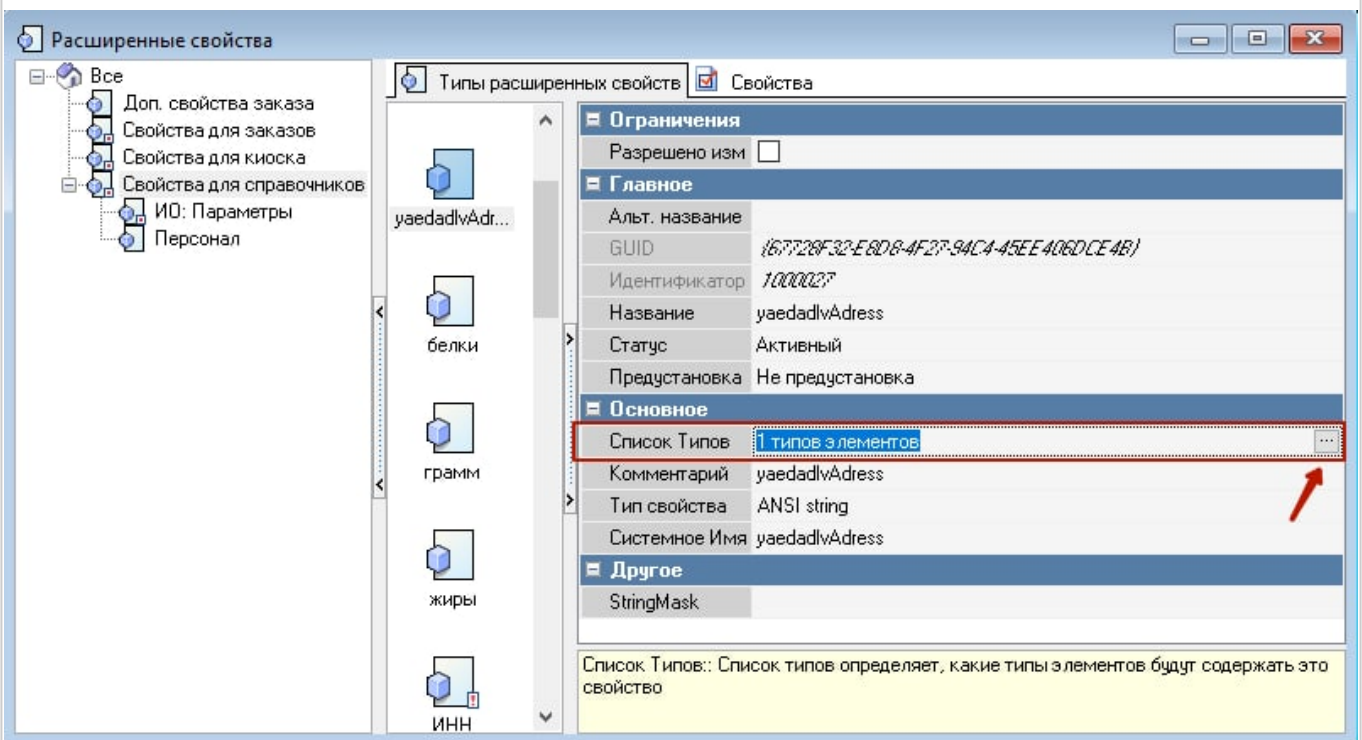 Расширенные свойства
Все
Доп. свойства заказа
Свойства для заказов
Свойства для киоска
Свойства для справочников
ИО: Параметры
Персонал
Типы расширенных свойств
Свойства
yaedadlvAdr...
белки
грамм
жиры
ИНН
Ограничения
Разрешено изм
Главное
Альт. название
GUID {67728F32-E8D8-4F27-94C4-45EE406DCE4B}
Идентификатор 1000027
Название yaedadlvAdress
Статус Активный
Предустановка Не предустановка
Основное
Список Типов 1 типов элементов ...
Комментарий yaedadlvAdress
Тип свойства ANSI string
Системное Имя yaedadlvAdress
Другое
StringMask
Список Типов:: Список типов определяет, какие типы элементов будут содержать это
свойство